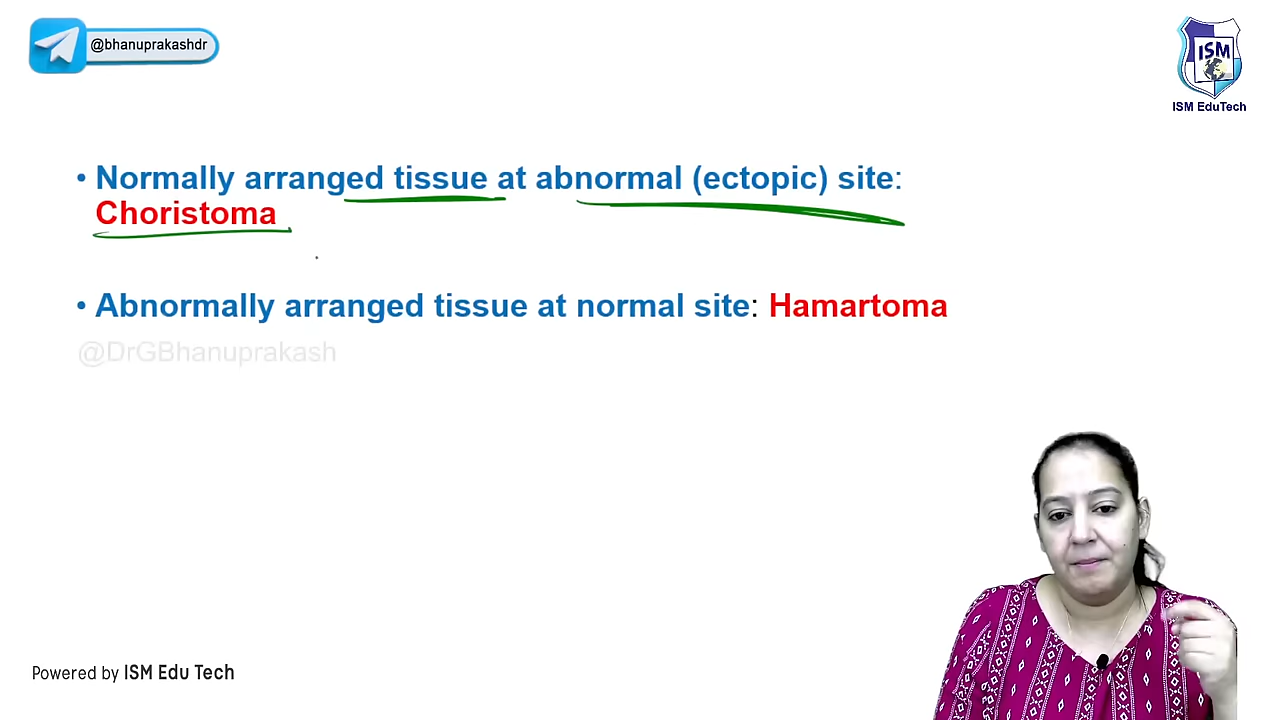 @bhanuprakashdr
ISM
ISM EduTech
• Normally arranged tissue at abnormal (ectopic) site:
Choristoma
• Abnormally arranged tissue at normal site: Hamartoma
@DrGBhanuprakash
Powered by ISM Edu Tech